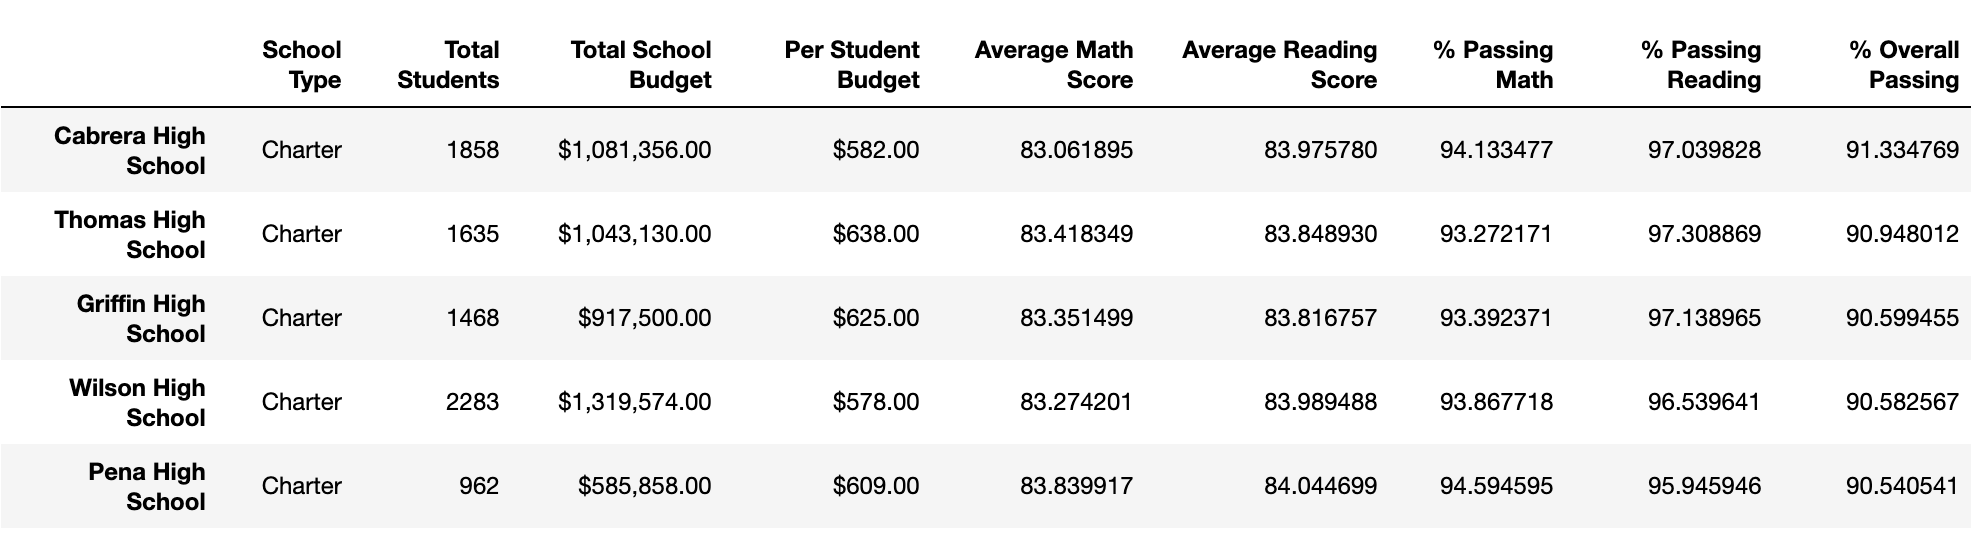 School Type Total Students Total School Budget Per Student Budget Average Math Score Average Reading Score % Passing Math % Passing Reading % Overall Passing
Cabrera High School Charter 1858 $1,081,356.00 $582.00 83.061895 83.975780 94.133477 97.039828 91.334769
Thomas High School Charter 1635 $1,043,130.00 $638.00 83.418349 83.848930 93.272171 97.308869 90.948012
Griffin High School Charter 1468 $917,500.00 $625.00 83.351499 83.816757 93.392371 97.138965 90.599455
Wilson High School Charter 2283 $1,319,574.00 $578.00 83.274201 83.989488 93.867718 96.539641 90.582567
Pena High School Charter 962 $585,858.00 $609.00 83.839917 84.044699 94.594595 95.945946 90.540541